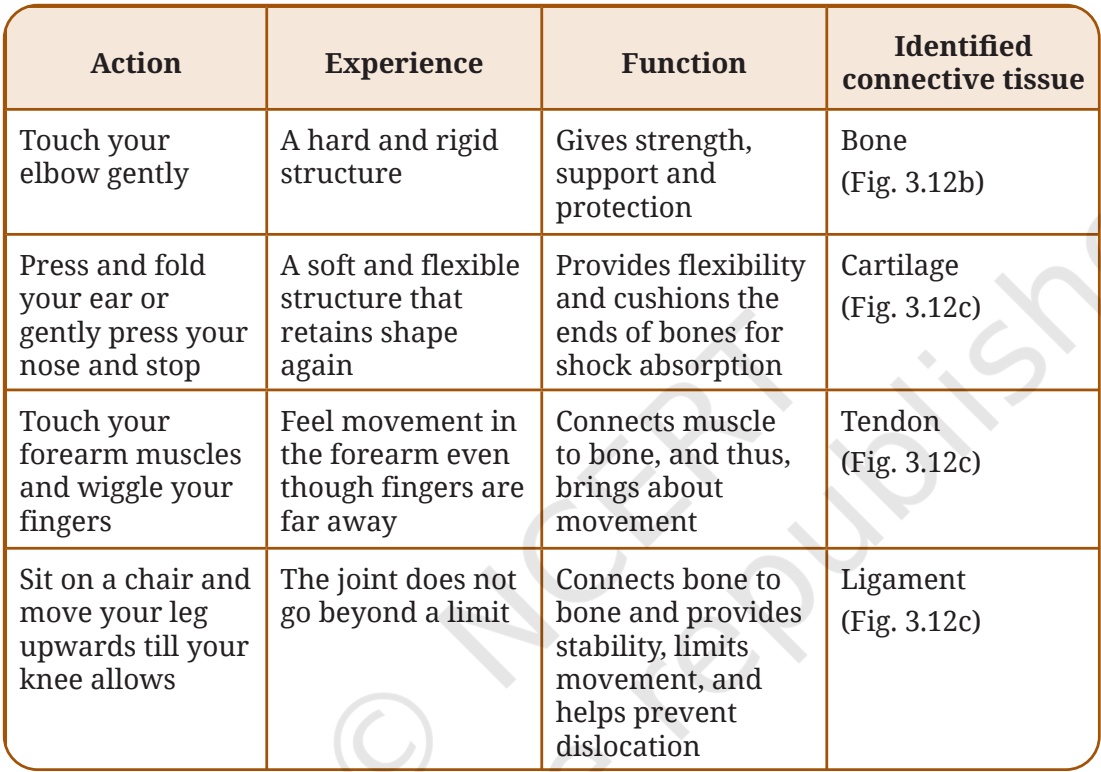 Action
Experience
Function
Identified
connective tissue
Touch your
elbow gently
A hard and rigid
structure
Gives strength,
support and
protection
Bone
(Fig. 3.12b)
Press and fold
your ear or
gently press your
nose and stop
A soft and flexible
structure that
retains shape
again
Provides flexibility
and cushions the
ends of bones for
shock absorption
Cartilage
(Fig. 3.12c)
Touch your
forearm muscles
and wiggle your
fingers
Feel movement in
the forearm even
though fingers are
far away
Connects muscle
to bone, and thus,
brings about
movement
Tendon
(Fig. 3.12c)
Sit on a chair and
move your leg
upwards till your
knee allows
The joint does not
go beyond a limit
Connects bone to
bone and provides
stability, limits
movement, and
helps prevent
dislocation
Ligament
(Fig. 3.12c)
© NCERT